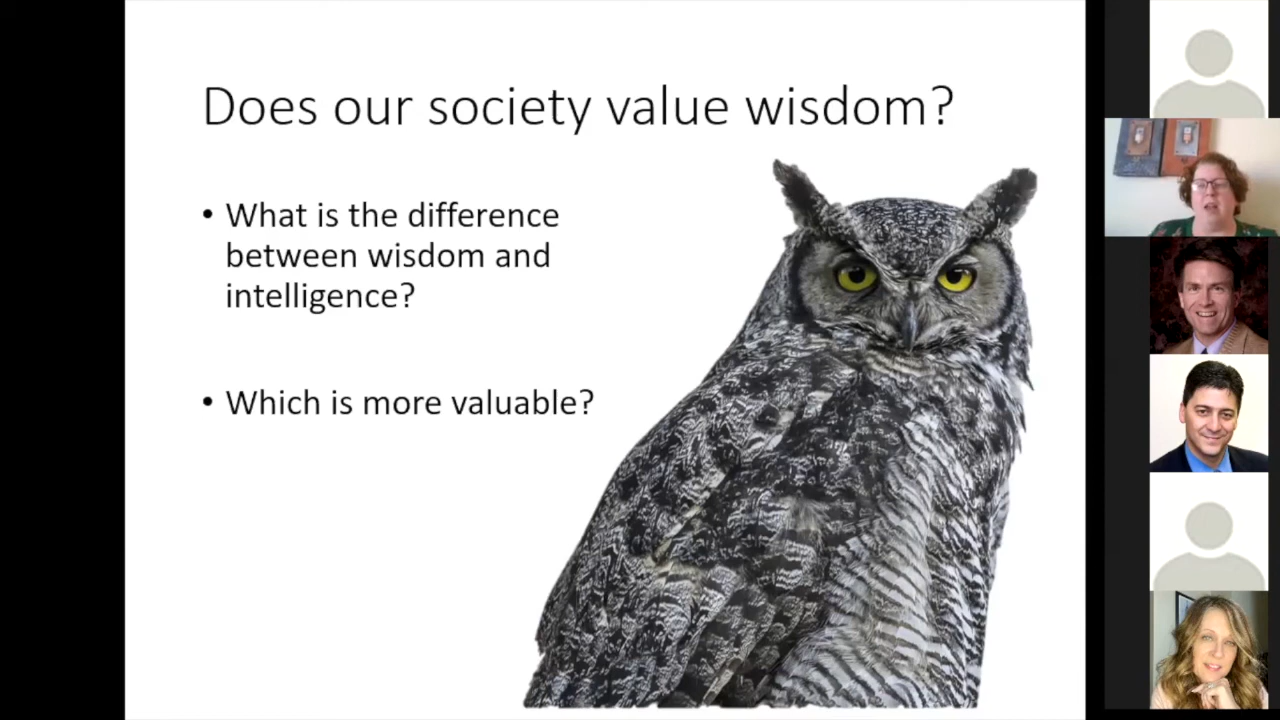 Does our society value wisdom?
• What is the difference
between wisdom and
intelligence?
• Which is more valuable?